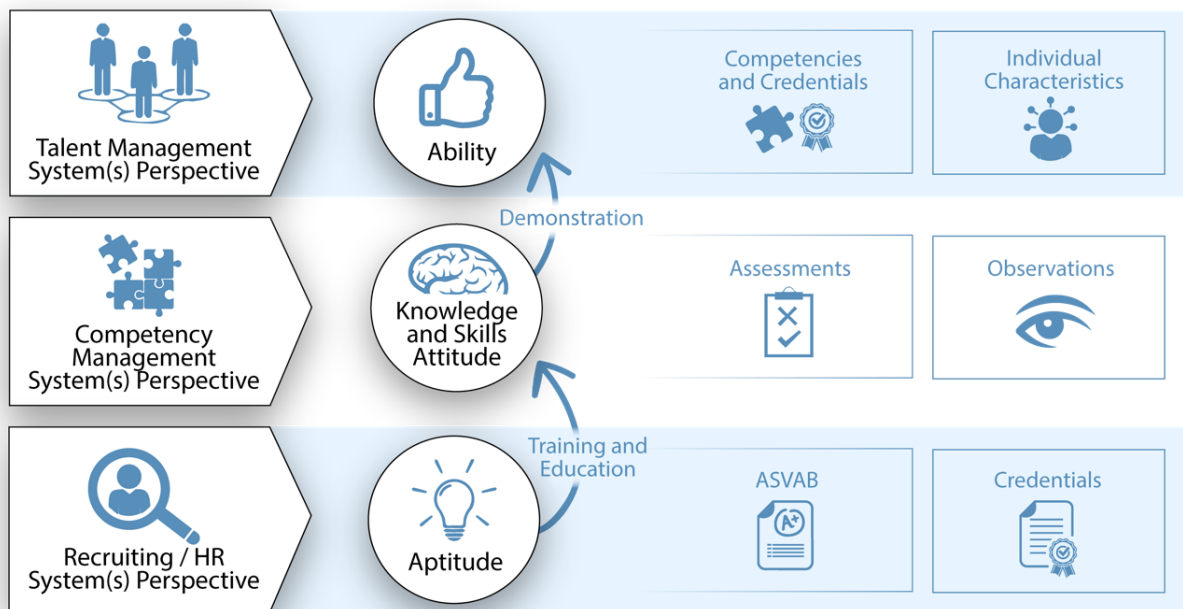 Talent Management
System(s) Perspective
Ability
Competencies
and Credentials
Individual
Characteristics
Demonstration
Competency
Management
System(s) Perspective
Knowledge
and Skills
Attitude
Assessments
Observations
Training and
Education
Recruiting / HR
System(s) Perspective
Aptitude
ASVAB
A+
Credentials